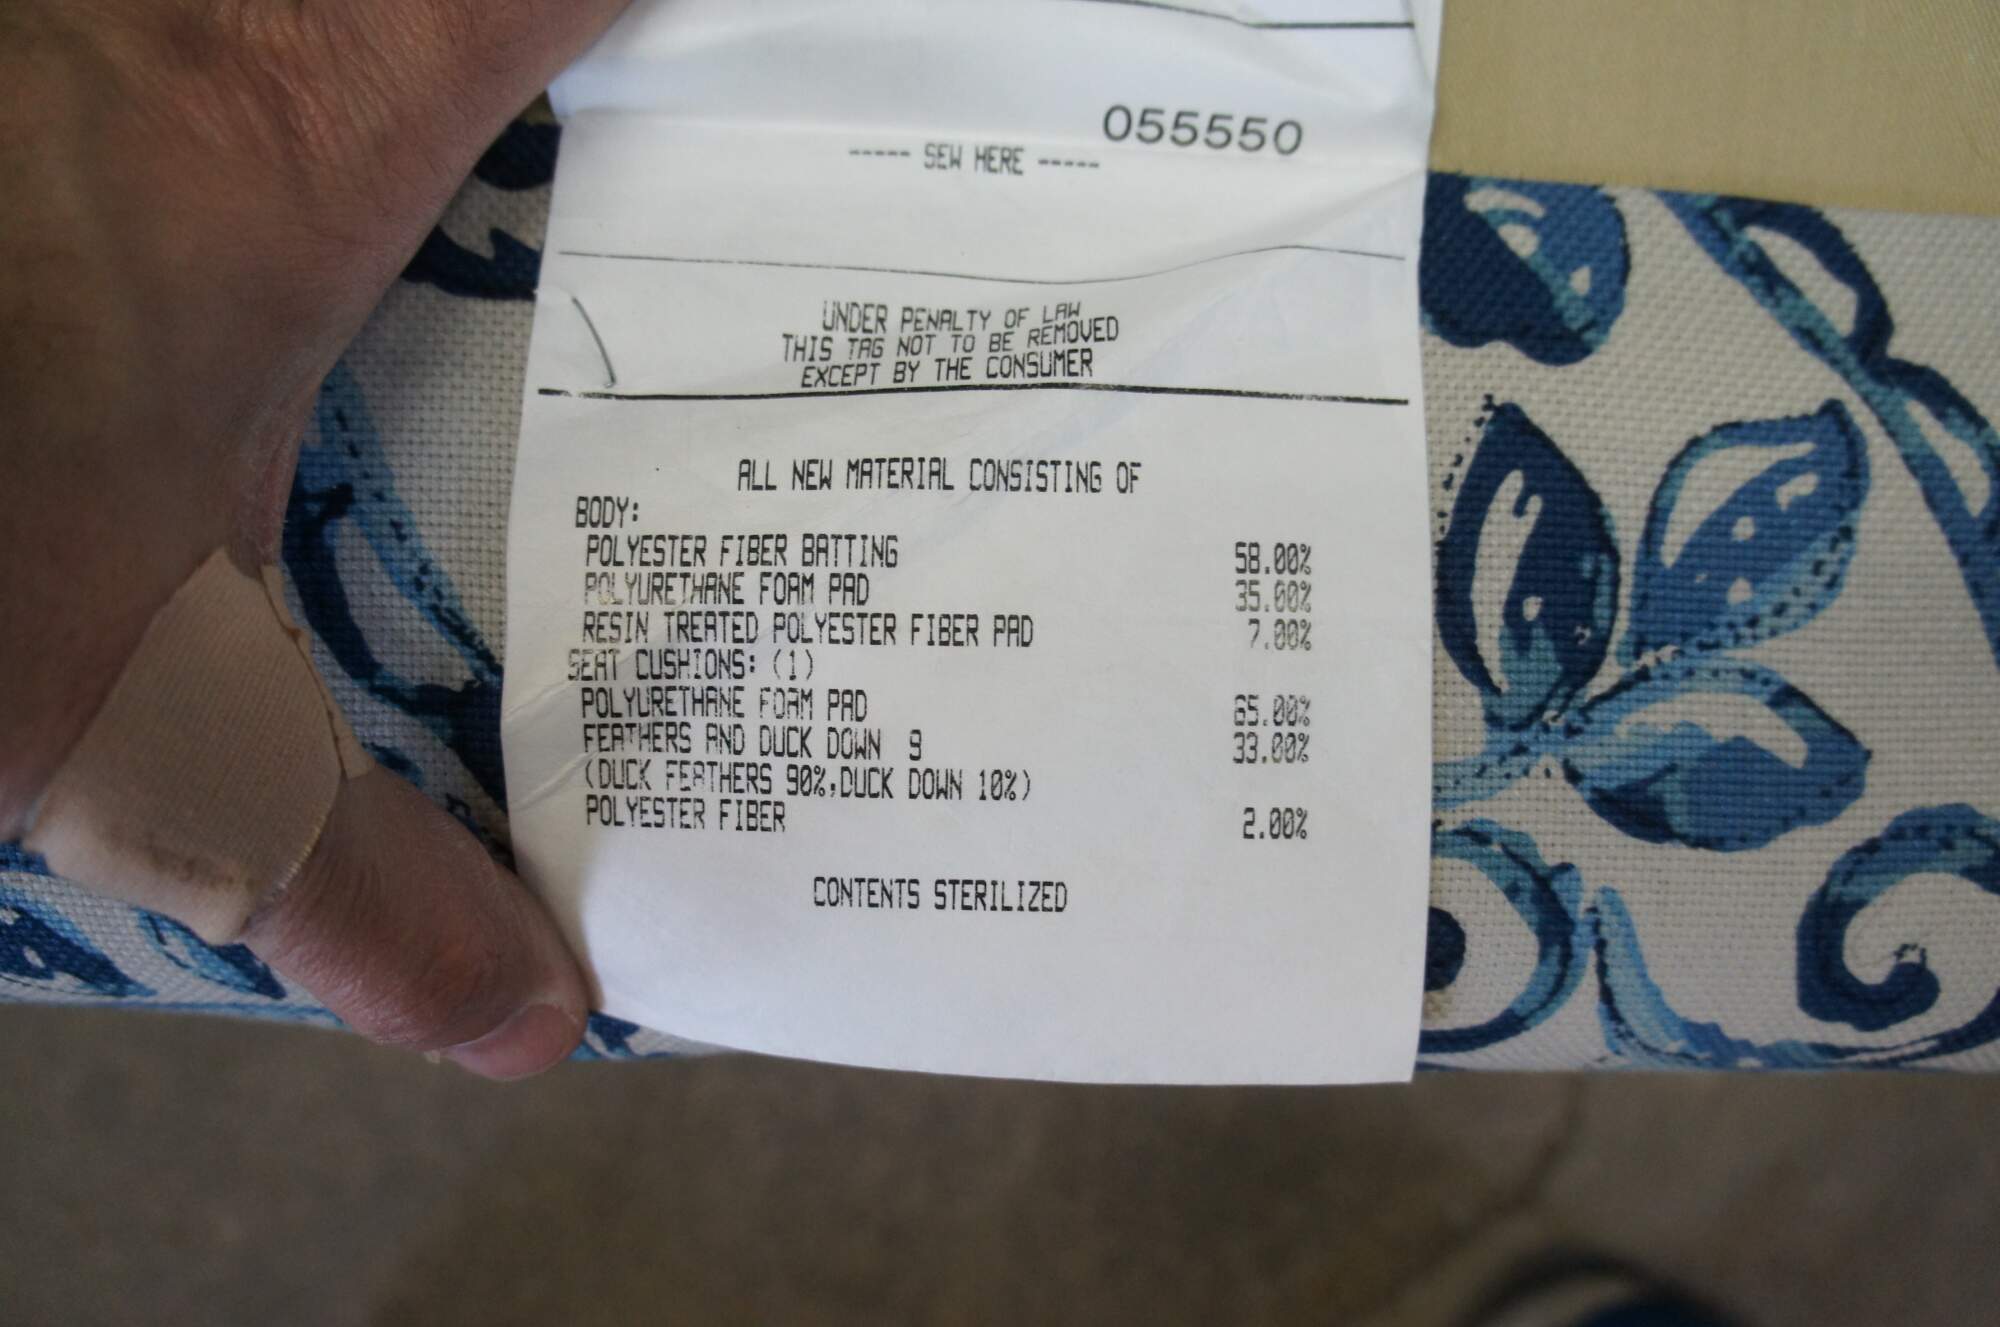 055550
----- SEW HERE -----
UNDER PENALTY OF LAW
THIS TAG NOT TO BE REMOVED
EXCEPT BY THE CONSUMER
ALL NEW MATERIAL CONSISTING OF
BODY:
POLYESTER FIBER BATTING 58.00%
POLYURETHANE FOAM PAD 35.00%
RESIN TREATED POLYESTER FIBER PAD 7.00%
SEAT CUSHIONS: (1)
POLYURETHANE FOAM PAD 65.00%
FEATHERS AND DUCK DOWN 9 33.00%
(DUCK FEATHERS 90%,DUCK DOWN 10%)
POLYESTER FIBER 2.00%
CONTENTS STERILIZED